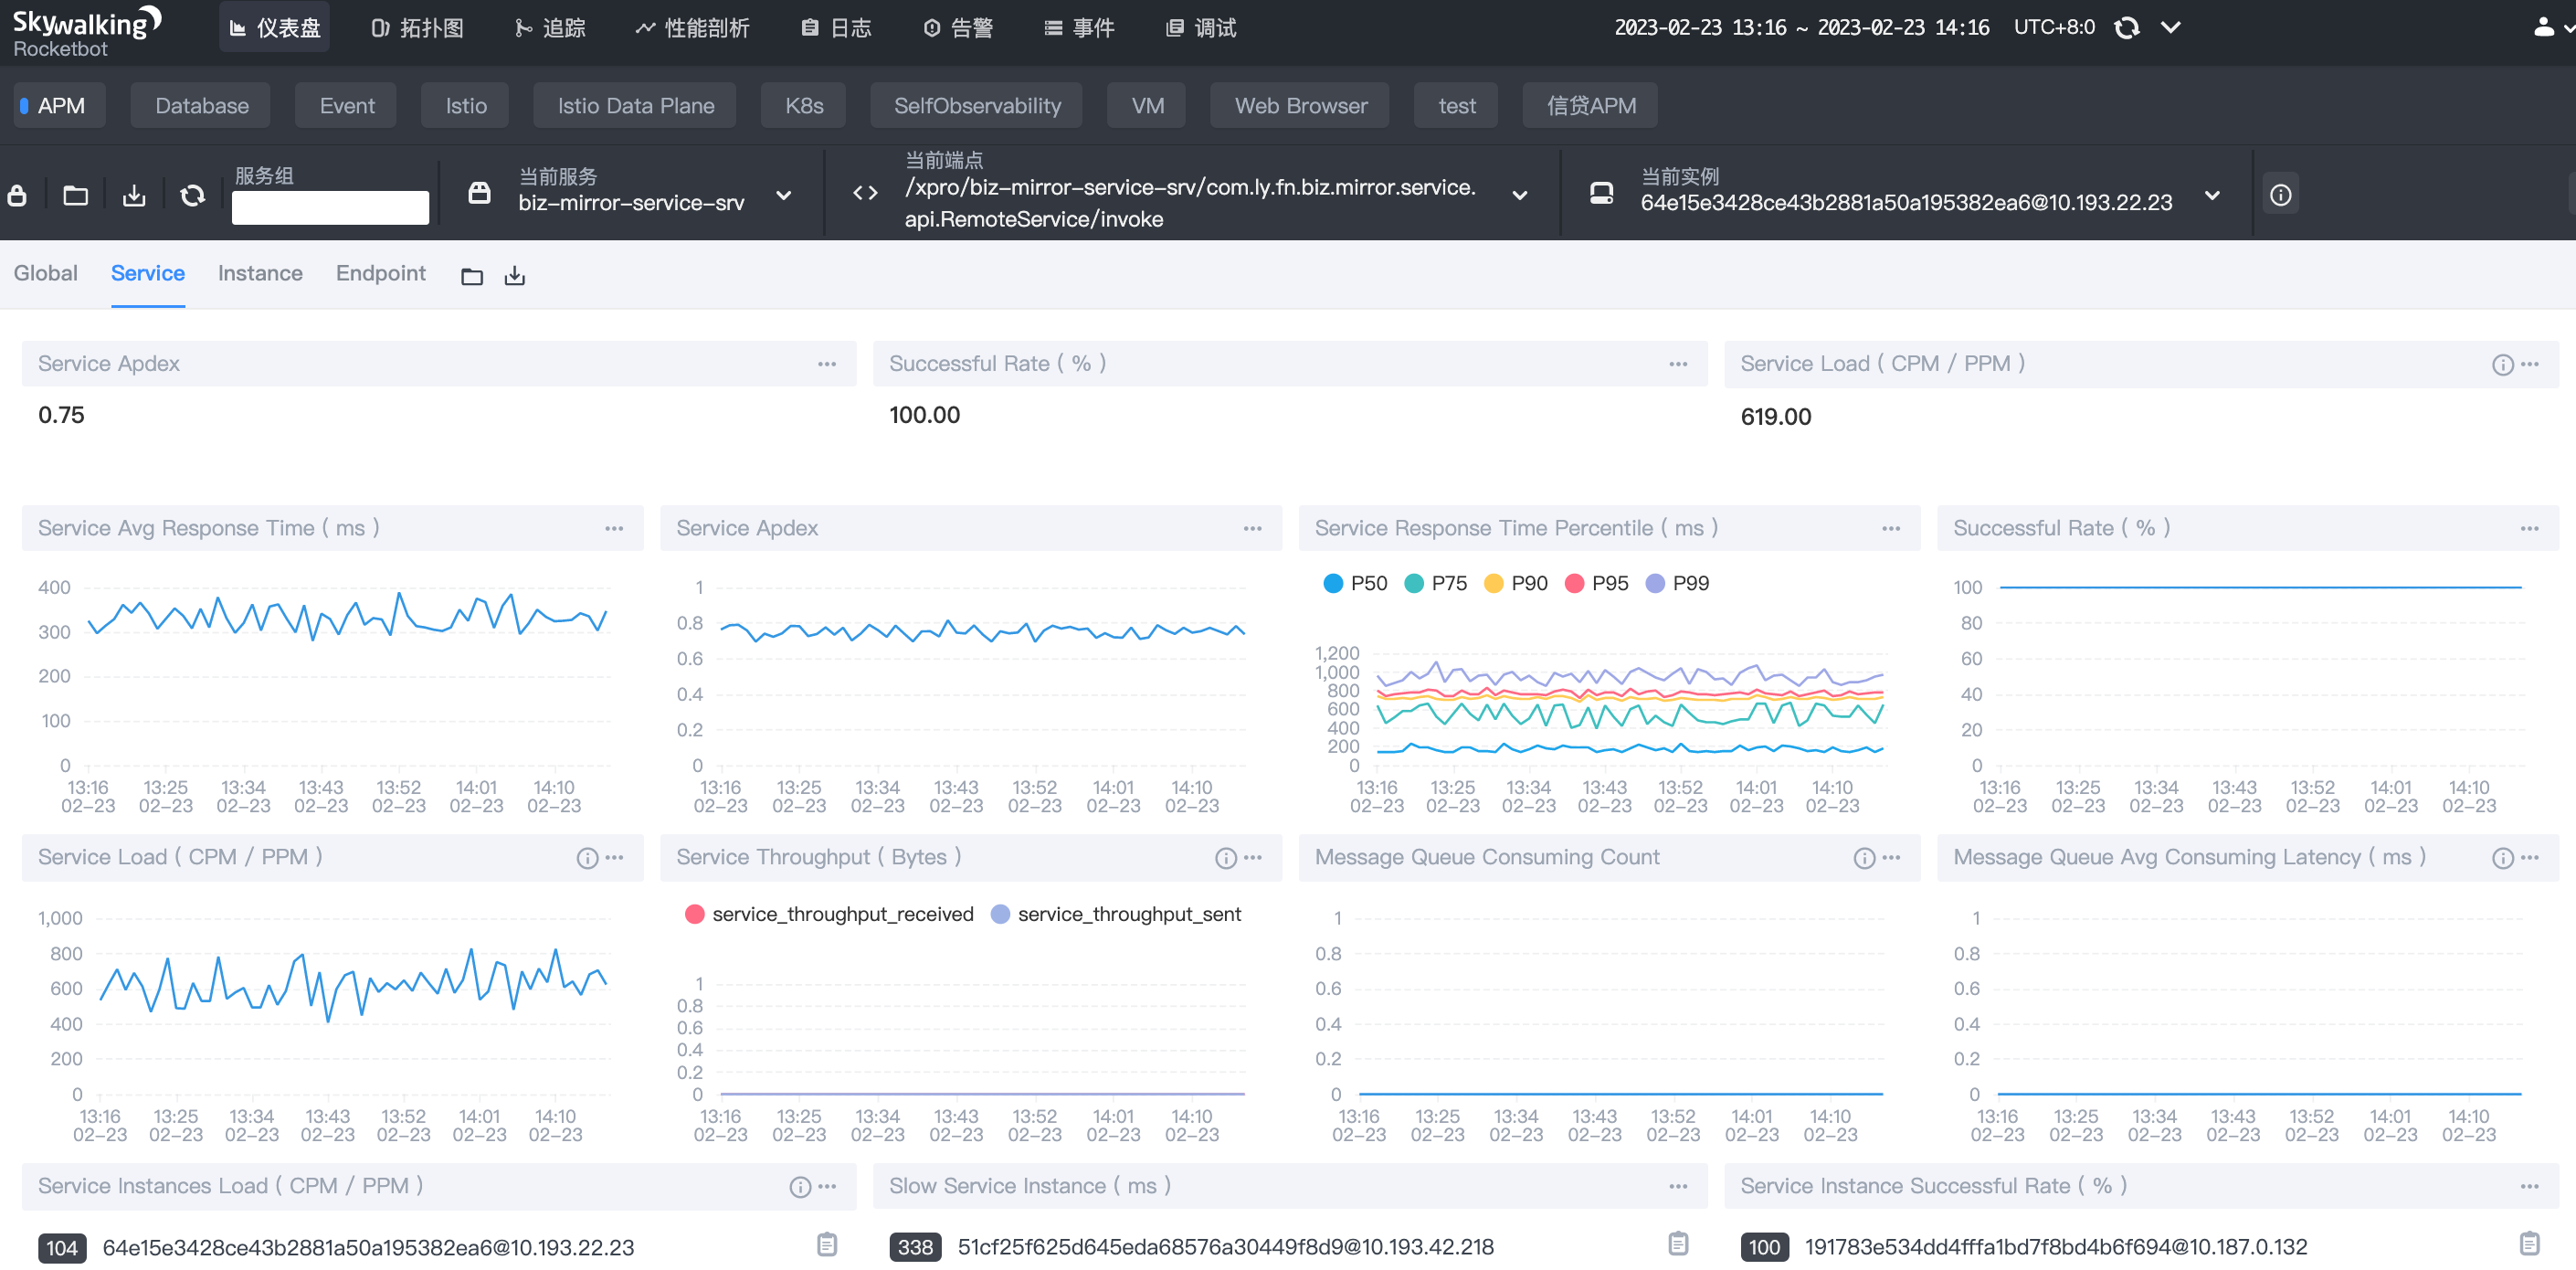 Skywalking
Rocketbot
仪表盘
拓扑图
追踪
性能剖析
日志
告警
事件
调试
2023-02-23 13:16 ~ 2023-02-23 14:16 UTC+8:0
APM
Database
Event
Istio
Istio Data Plane
K8s
SelfObservability
VM
Web Browser
test
信贷APM
服务组
当前服务
biz-mirror-service-srv
当前端点
/xpro/biz-mirror-service-srv/com.ly.fn.biz.mirror.service.
api.RemoteService/invoke
当前实例
64e15e3428ce43b2881a50a195382ea6@10.193.22.23
Global
Service
Instance
Endpoint
Service Apdex
0.75
Successful Rate ( % )
100.00
Service Load ( CPM / PPM )
619.00
Service Avg Response Time ( ms )
400
300
200
100
0
13:16 13:25 13:34 13:43 13:52 14:01 14:10
02-23 02-23 02-23 02-23 02-23 02-23 02-23
Service Apdex
1
0.8
0.6
0.4
0.2
0
13:16 13:25 13:34 13:43 13:52 14:01 14:10
02-23 02-23 02-23 02-23 02-23 02-23 02-23
Service Response Time Percentile ( ms )
P50 P75 P90 P95 P99
1,200
1,000
800
600
400
200
0
13:16 13:25 13:34 13:43 13:52 14:01 14:10
02-23 02-23 02-23 02-23 02-23 02-23 02-23
Successful Rate ( % )
100
80
60
40
20
0
13:16 13:25 13:34 13:43 13:52 14:01 14:10
02-23 02-23 02-23 02-23 02-23 02-23 02-23
Service Load ( CPM / PPM )
1,000
800
600
400
200
0
13:16 13:25 13:34 13:43 13:52 14:01 14:10
02-23 02-23 02-23 02-23 02-23 02-23 02-23
Service Throughput ( Bytes )
service_throughput_received service_throughput_sent
1
0.8
0.6
0.4
0.2
0
13:16 13:25 13:34 13:43 13:52 14:01 14:10
02-23 02-23 02-23 02-23 02-23 02-23 02-23
Message Queue Consuming Count
1
0.8
0.6
0.4
0.2
0
13:16 13:25 13:34 13:43 13:52 14:01 14:10
02-23 02-23 02-23 02-23 02-23 02-23 02-23
Message Queue Avg Consuming Latency ( ms )
1
0.8
0.6
0.4
0.2
0
13:16 13:25 13:34 13:43 13:52 14:01 14:10
02-23 02-23 02-23 02-23 02-23 02-23 02-23
Service Instances Load ( CPM / PPM )
104 64e15e3428ce43b2881a50a195382ea6@10.193.22.23
Slow Service Instance ( ms )
338 51cf25f625d645eda68576a30449f8d9@10.193.42.218
Service Instance Successful Rate ( % )
100 191783e534dd4fffa1bd7f8bd4b6f694@10.187.0.132